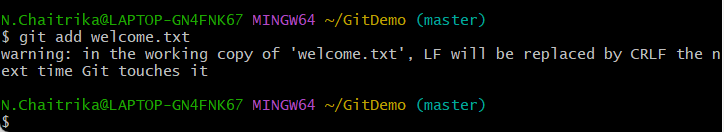 N.Chaitrika@LAPTOP-GN4FNK67 MINGW64 ~/GitDemo (master)
$ git add welcome.txt
warning: in the working copy of 'welcome.txt', LF will be replaced by CRLF the n
ext time Git touches it
N.Chaitrika@LAPTOP-GN4FNK67 MINGW64 ~/GitDemo (master)
$